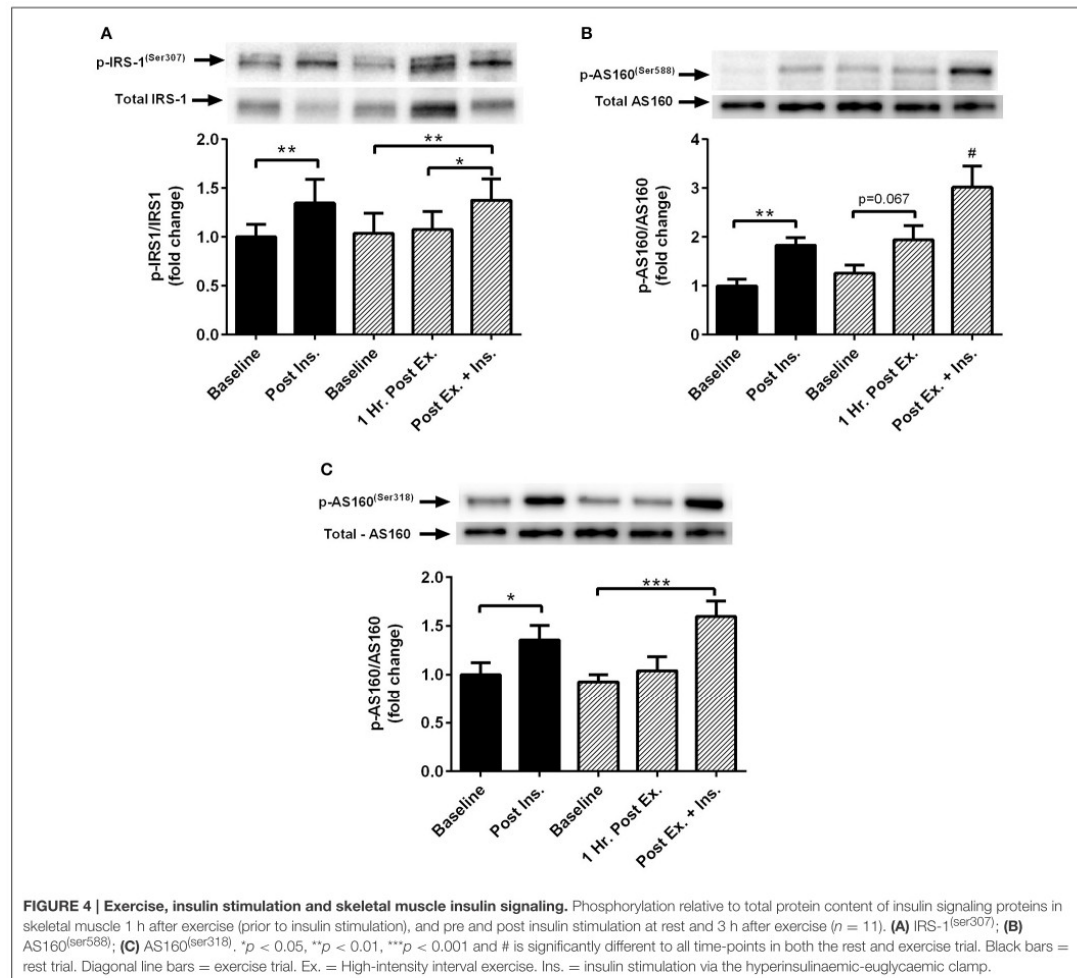 A
p-IRS-1(Ser307)
Total IRS-1
2.0
1.5
1.0
0.5
0.0
p-IRS1/IRS1
(fold change)
**
**
*
Baseline
Post Ins.
Baseline
1 Hr. Post Ex.
Post Ex. + Ins.
B
p-AS160(Ser588)
Total AS160
4
3
2
1
0
p-AS160/AS160
(fold change)
**
p=0.067
#
Baseline
Post Ins.
Baseline
1 Hr. Post Ex.
Post Ex. + Ins.
C
p-AS160(Ser318)
Total - AS160
2.0
1.5
1.0
0.5
0.0
p-AS160/AS160
(fold change)
*
***
Baseline
Post Ins.
Baseline
1 Hr. Post Ex.
Post Ex. + Ins.
FIGURE 4 | Exercise, insulin stimulation and skeletal muscle insulin signaling. Phosphorylation relative to total protein content of insulin signaling proteins in
skeletal muscle 1 h after exercise (prior to insulin stimulation), and pre and post insulin stimulation at rest and 3 h after exercise (n = 11). (A) IRS-1(ser307); (B)
AS160(ser588); (C) AS160(ser318). *p < 0.05, **p < 0.01, ***p < 0.001 and # is significantly different to all time-points in both the rest and exercise trial. Black bars =
rest trial. Diagonal line bars = exercise trial. Ex. = High-intensity interval exercise. Ins. = insulin stimulation via the hyperinsulinaemic-euglycaemic clamp.